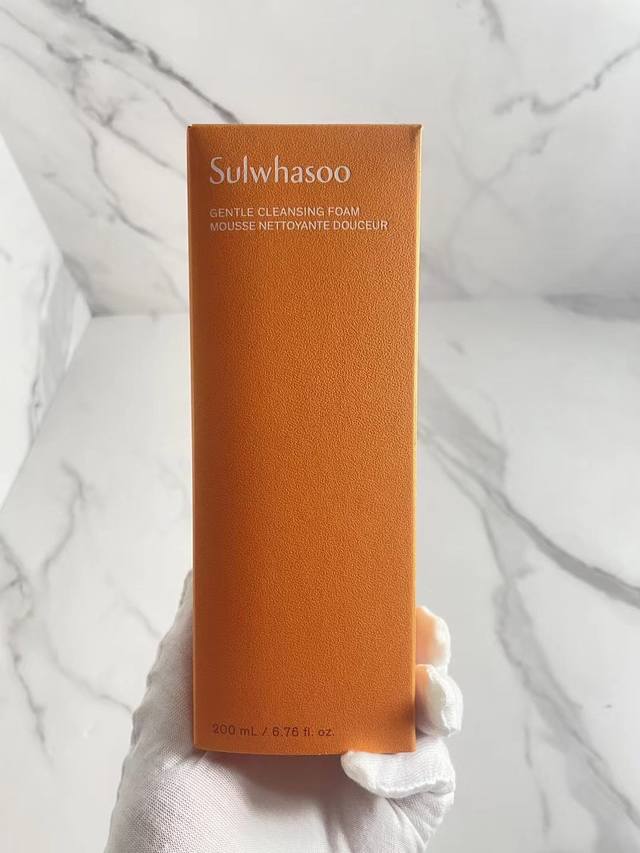 Sulwhasoo
GENTLE CLEANSING FOAM
MOUSSE NETTOYANTE DOUCEUR
200 mL / 6.76 fl. oz.